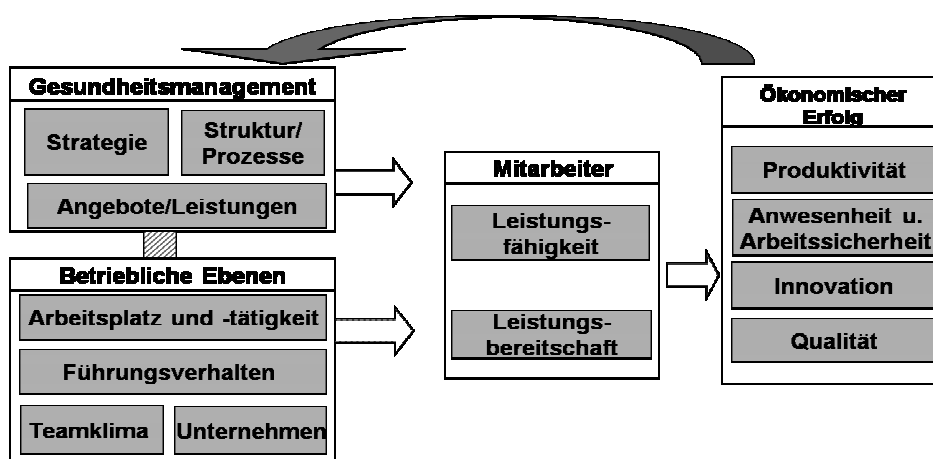 Gesundheitsmanagement
Strategie
Struktur/
Prozesse
Angebote/Leistungen
Betriebliche Ebenen
Arbeitsplatz und -tätigkeit
Führungsverhalten
Teamklima
Unternehmen
Mitarbeiter
Leistungs-
fähigkeit
Leistungs-
bereitschaft
Ökonomischer
Erfolg
Produktivität
Anwesenheit u.
Arbeitssicherheit
Innovation
Qualität